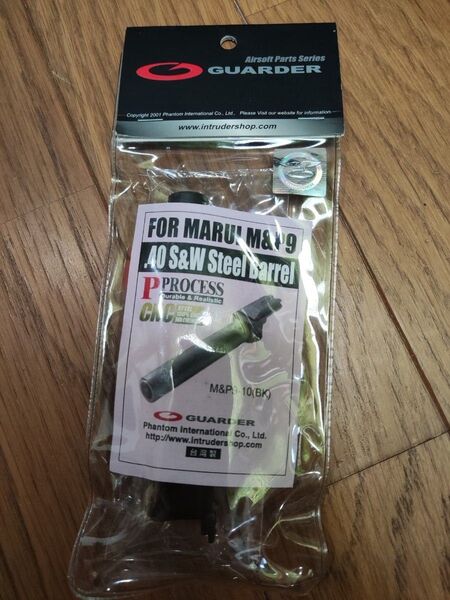 Airsoft Parts Series
GUARDER
Copyright 2001 Phantom International Co., Ltd. Please Visit our website for information
www.intrudershop.com
FOR MARUI M&P9
.40 S&W Steel Barrel
P PROCESS
Durable & Realistic
CNC
M&P9-10(BK)
GUARDER
Phantom International Co., Ltd.
http://www.intrudershop.com
台灣製